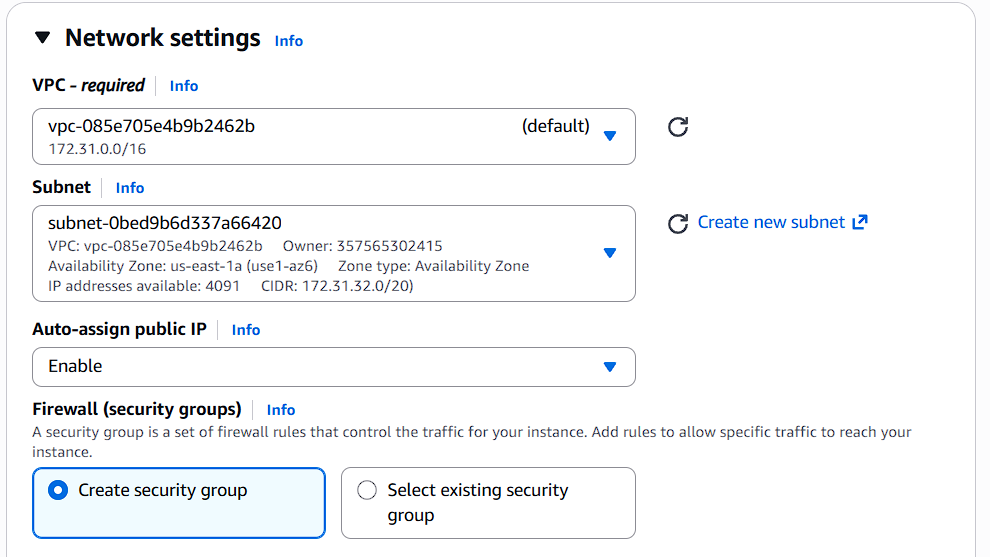 Network settings Info
VPC - required Info
vpc-085e705e4b9b2462b (default)
172.31.0.0/16
Subnet Info
subnet-0bed9b6d337a66420
VPC: vpc-085e705e4b9b2462b Owner: 357565302415
Availability Zone: us-east-1a (use1-az6) Zone type: Availability Zone
IP addresses available: 4091 CIDR: 172.31.32.0/20)
Create new subnet
Auto-assign public IP Info
Enable
Firewall (security groups) Info
A security group is a set of firewall rules that control the traffic for your instance. Add rules to allow specific traffic to reach your
instance.
Create security group
Select existing security
group